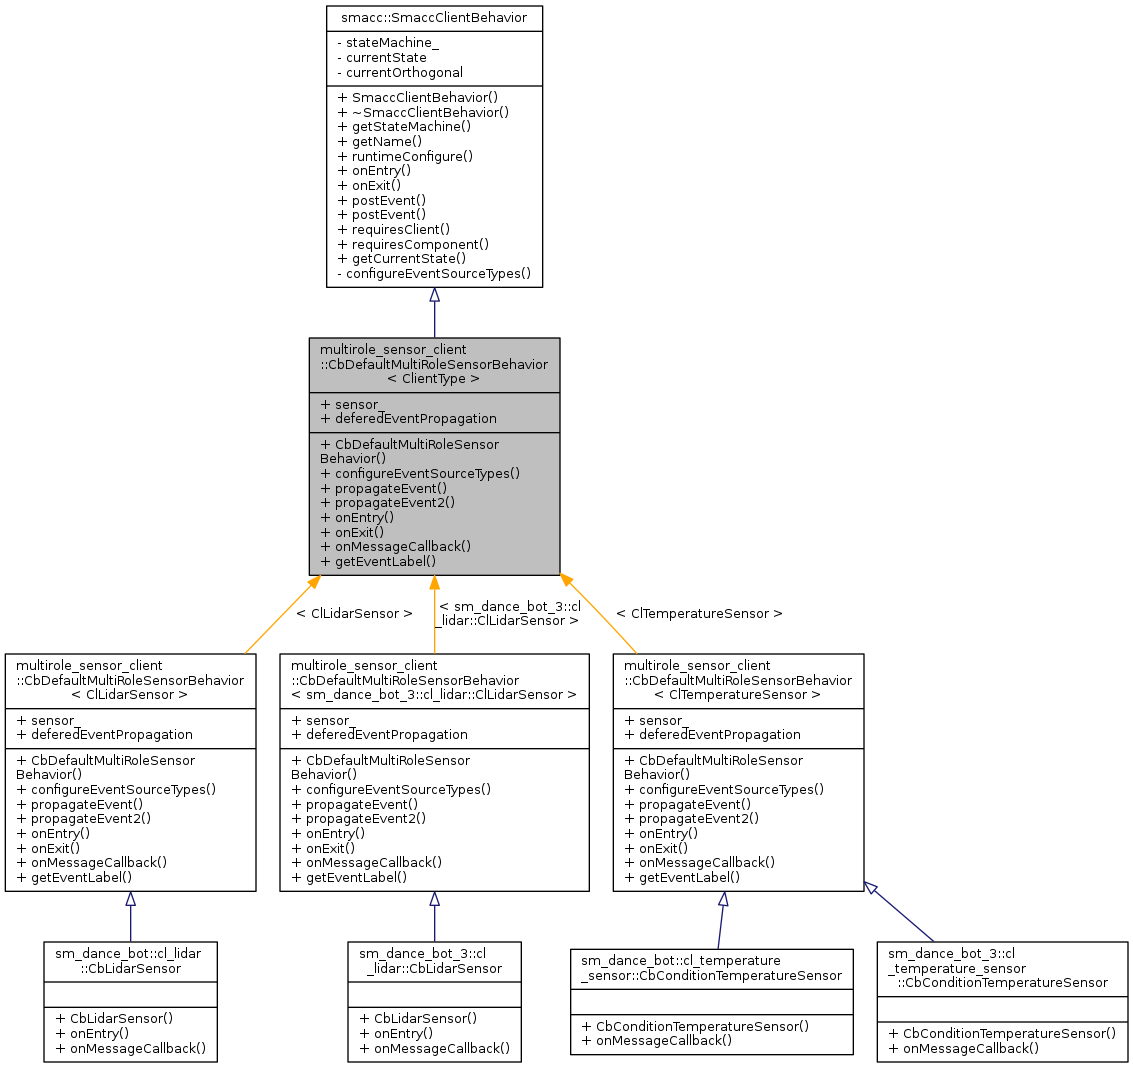 smacc::SmaccClientBehavior
- stateMachine_
- currentState
- currentOrthogonal
+ SmaccClientBehavior()
+ ~SmaccClientBehavior()
+ getStateMachine()
+ getName()
+ runtimeConfigure()
+ onEntry()
+ onExit()
+ postEvent()
+ postEvent()
+ requiresClient()
+ requiresComponent()
+ getCurrentState()
- configureEventSourceTypes()
multirole_sensor_client
::CbDefaultMultiRoleSensorBehavior
< ClientType >
+ sensor_
+ deferedEventPropagation
+ CbDefaultMultiRoleSensor
Behavior()
+ configureEventSourceTypes()
+ propagateEvent()
+ propagateEvent2()
+ onEntry()
+ onExit()
+ onMessageCallback()
+ getEventLabel()
< ClLidarSensor >
< sm_dance_bot_3::cl
_lidar::ClLidarSensor >
< ClTemperatureSensor >
multirole_sensor_client
::CbDefaultMultiRoleSensorBehavior
< ClLidarSensor >
+ sensor_
+ deferedEventPropagation
+ CbDefaultMultiRoleSensor
Behavior()
+ configureEventSourceTypes()
+ propagateEvent()
+ propagateEvent2()
+ onEntry()
+ onExit()
+ onMessageCallback()
+ getEventLabel()
multirole_sensor_client
::CbDefaultMultiRoleSensorBehavior
< sm_dance_bot_3::cl_lidar::ClLidarSensor >
+ sensor_
+ deferedEventPropagation
+ CbDefaultMultiRoleSensor
Behavior()
+ configureEventSourceTypes()
+ propagateEvent()
+ propagateEvent2()
+ onEntry()
+ onExit()
+ onMessageCallback()
+ getEventLabel()
multirole_sensor_client
::CbDefaultMultiRoleSensorBehavior
< ClTemperatureSensor >
+ sensor_
+ deferedEventPropagation
+ CbDefaultMultiRoleSensor
Behavior()
+ configureEventSourceTypes()
+ propagateEvent()
+ propagateEvent2()
+ onEntry()
+ onExit()
+ onMessageCallback()
+ getEventLabel()
sm_dance_bot::cl_lidar
::CbLidarSensor
+ CbLidarSensor()
+ onEntry()
+ onMessageCallback()
sm_dance_bot_3::cl
_lidar::CbLidarSensor
+ CbLidarSensor()
+ onEntry()
+ onMessageCallback()
sm_dance_bot::cl_temperature
_sensor::CbConditionTemperatureSensor
+ CbConditionTemperatureSensor()
+ onMessageCallback()
sm_dance_bot_3::cl
_temperature_sensor
::CbConditionTemperatureSensor
+ CbConditionTemperatureSensor()
+ onMessageCallback()